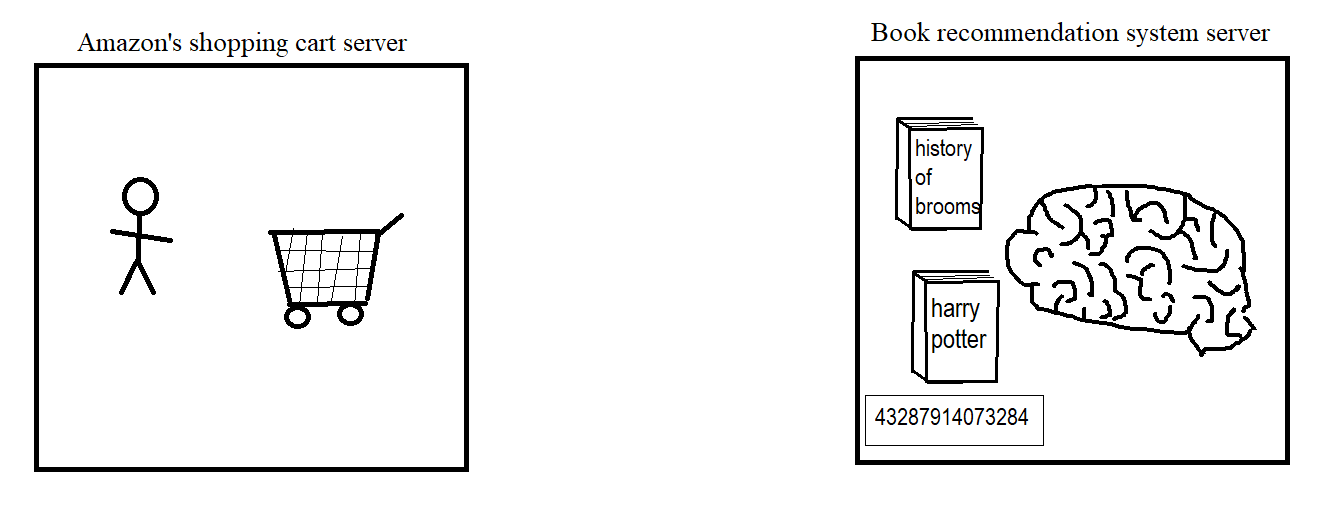 Amazon's shopping cart server
Book recommendation system server
history
of
brooms
harry
potter
43287914073284